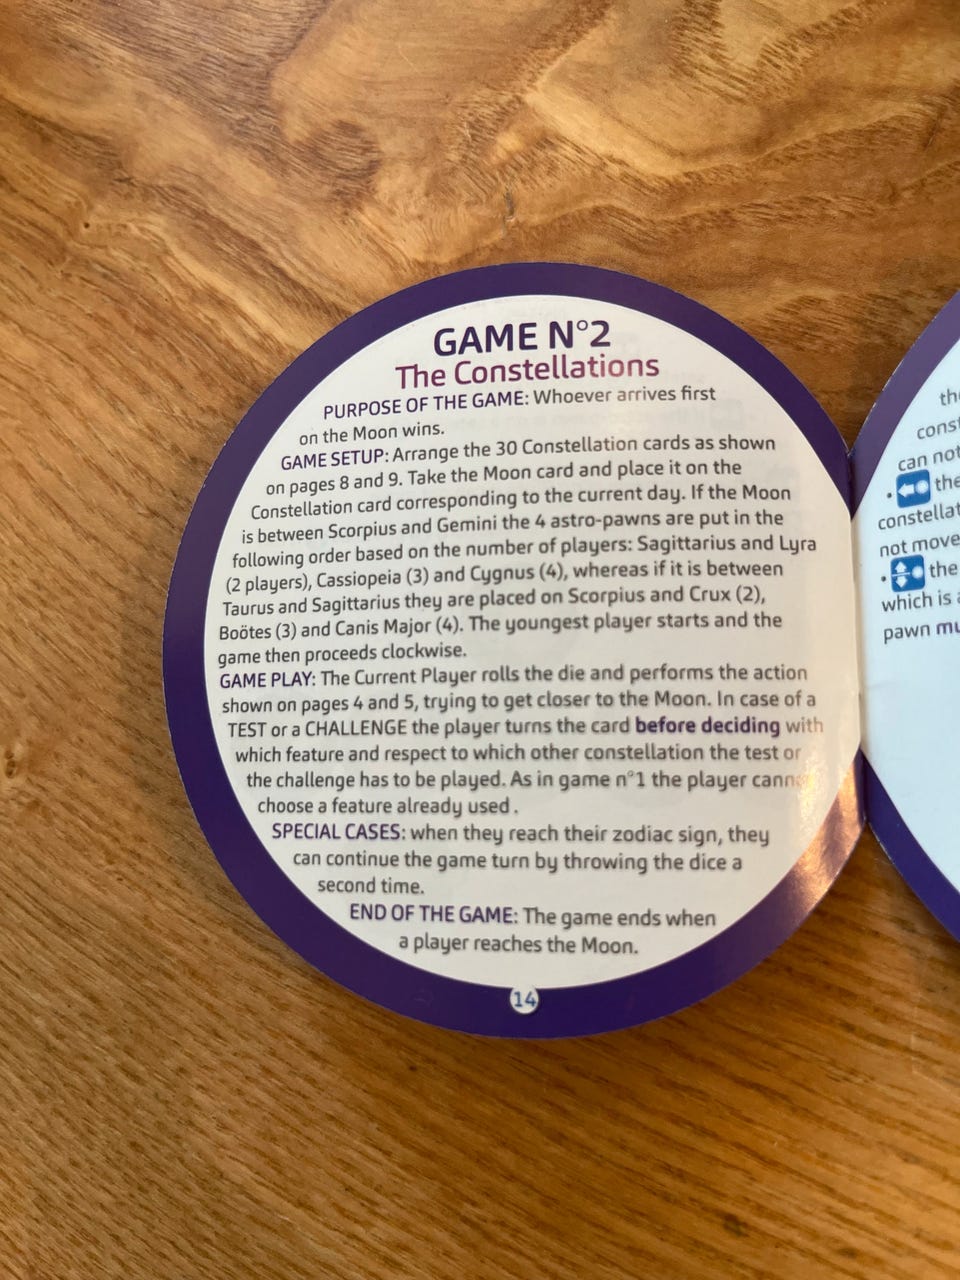 GAME N°2
The Constellations
PURPOSE OF THE GAME: Whoever arrives first
on the Moon wins.
GAME SETUP: Arrange the 30 Constellation cards as shown
on pages 8 and 9. Take the Moon card and place it on the
Constellation card corresponding to the current day. If the Moon
is between Scorpius and Gemini the 4 astro-pawns are put in the
following order based on the number of players: Sagittarius and Lyra
(2 players), Cassiopeia (3) and Cygnus (4), whereas if it is between
Taurus and Sagittarius they are placed on Scorpius and Crux (2),
Boötes (3) and Canis Major (4). The youngest player starts and the
game then proceeds clockwise.
GAME PLAY: The Current Player rolls the die and performs the action
shown on pages 4 and 5, trying to get closer to the Moon. In case of a
TEST or a CHALLENGE the player turns the card before deciding with
which feature and respect to which other constellation the test or
the challenge has to be played. As in game n°1 the player cannot
choose a feature already used.
SPECIAL CASES: when they reach their zodiac sign, they
can continue the game turn by throwing the dice a
second time.
END OF THE GAME: The game ends when
a player reaches the Moon.
14
can not
the
not move
the
which is
pawn